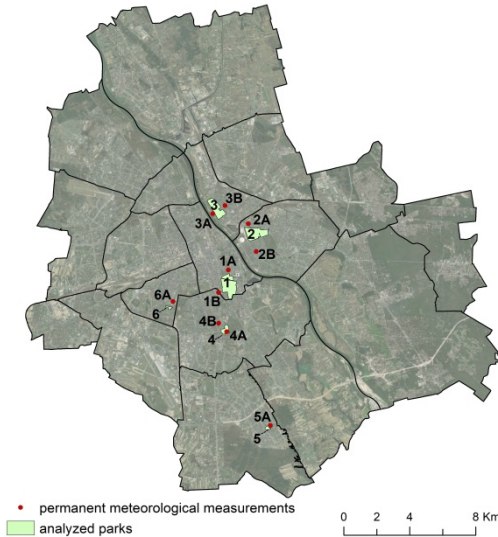 3B
3
3A
2A
2
2B
1A
1
6A
1B
6
4B
4
4A
5A
5
permanent meteorological measurements
analyzed parks
0 4 8 Km